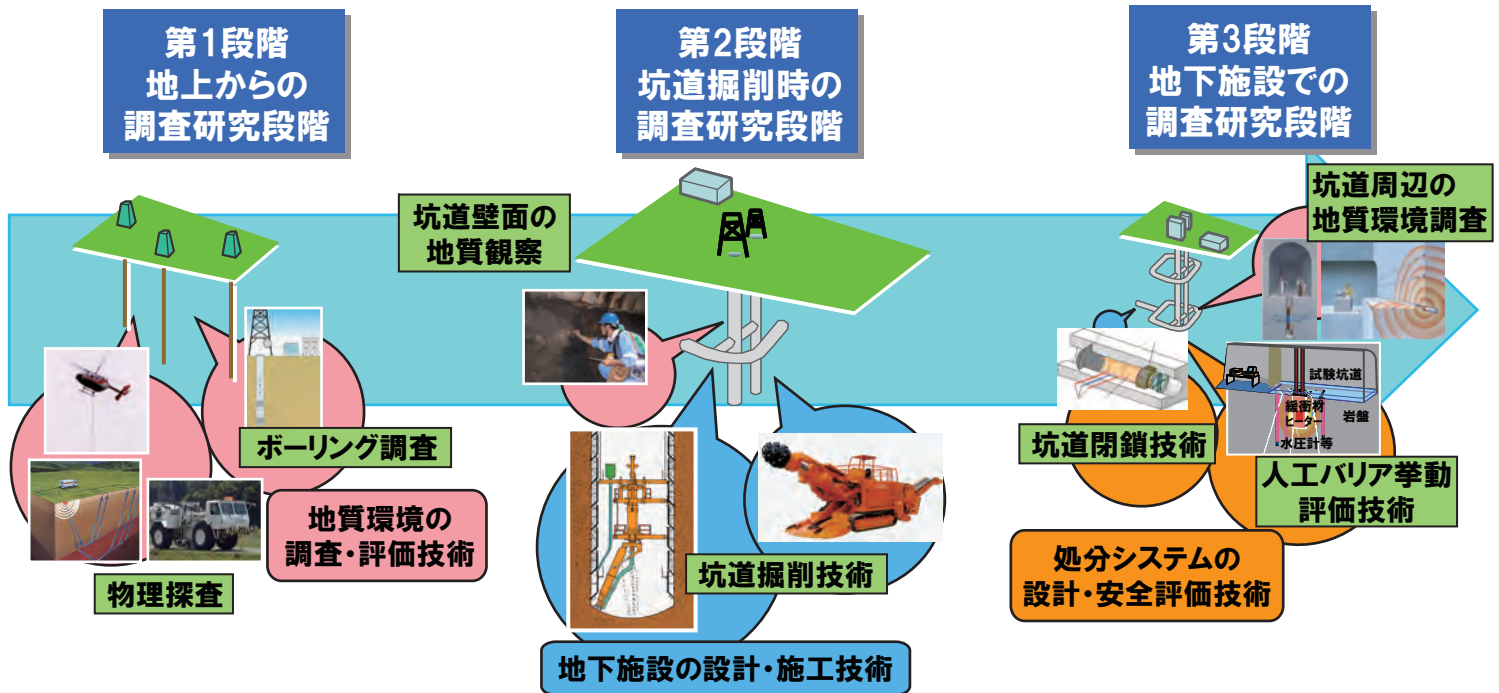 第1段階
地上からの
調査研究段階
第2段階
坑道掘削時の
調査研究段階
第3段階
地下施設での
調査研究段階
坑道壁面の
地質観察
坑道周辺の
地質環境調査
ボーリング調査
地質環境の
調査・評価技術
物理探査
坑道掘削技術
地下施設の設計・施工技術
坑道閉鎖技術
試験坑道
緩衝材
ヒーター
岩盤
水圧計等
人工バリア挙動
評価技術
処分システムの
設計・安全評価技術